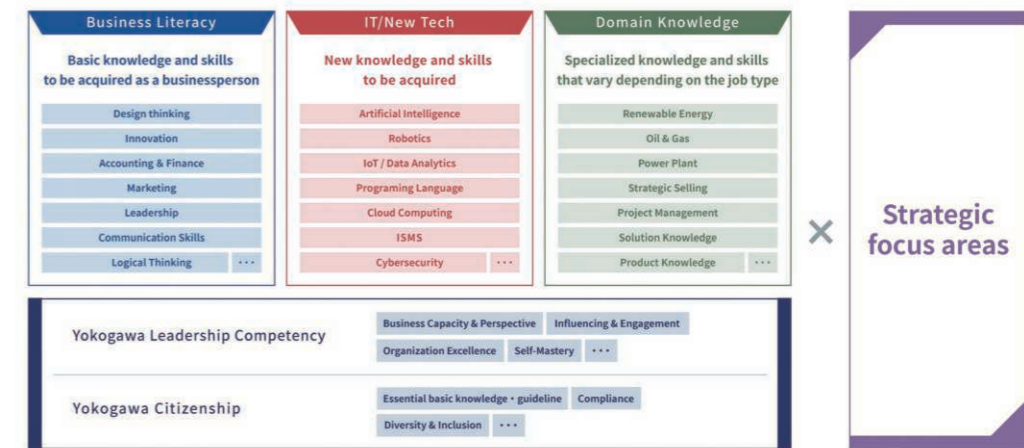 Business Literacy
Basic knowledge and skills
to be acquired as a businessperson
Design thinking
Innovation
Accounting & Finance
Marketing
Leadership
Communication Skills
Logical Thinking
...
IT/New Tech
New knowledge and skills
to be acquired
Artificial Intelligence
Robotics
IoT / Data Analytics
Programing Language
Cloud Computing
ISMS
Cybersecurity
...
Domain Knowledge
Specialized knowledge and skills
that vary depending on the job type
Renewable Energy
Oil & Gas
Power Plant
Strategic Selling
Project Management
Solution Knowledge
Product Knowledge
...
×
Strategic
focus areas
Yokogawa Leadership Competency
Business Capacity & Perspective
Influencing & Engagement
Organization Excellence
Self-Mastery
...
Yokogawa Citizenship
Essential basic knowledge・guideline
Compliance
Diversity & Inclusion
...